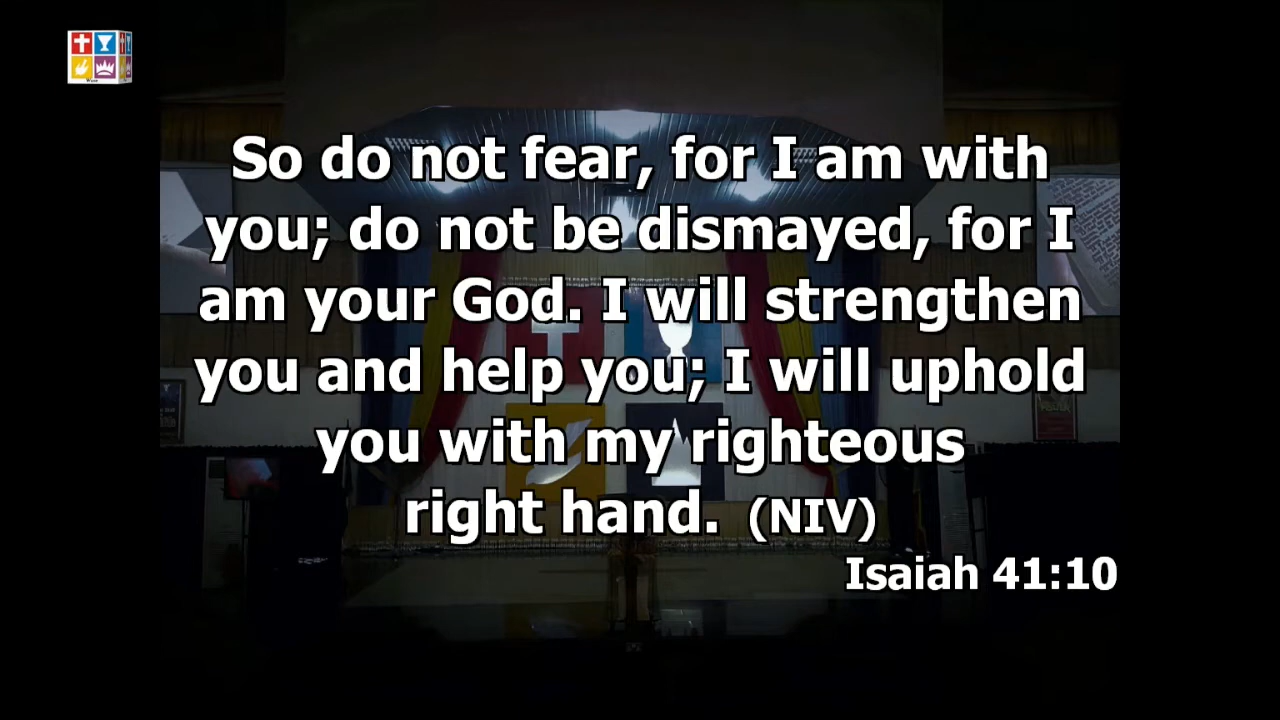 So do not fear, for I am with
you; do not be dismayed, for I
am your God. I will strengthen
you and help you; I will uphold
you with my righteous
right hand. (NIV)
Isaiah 41:10